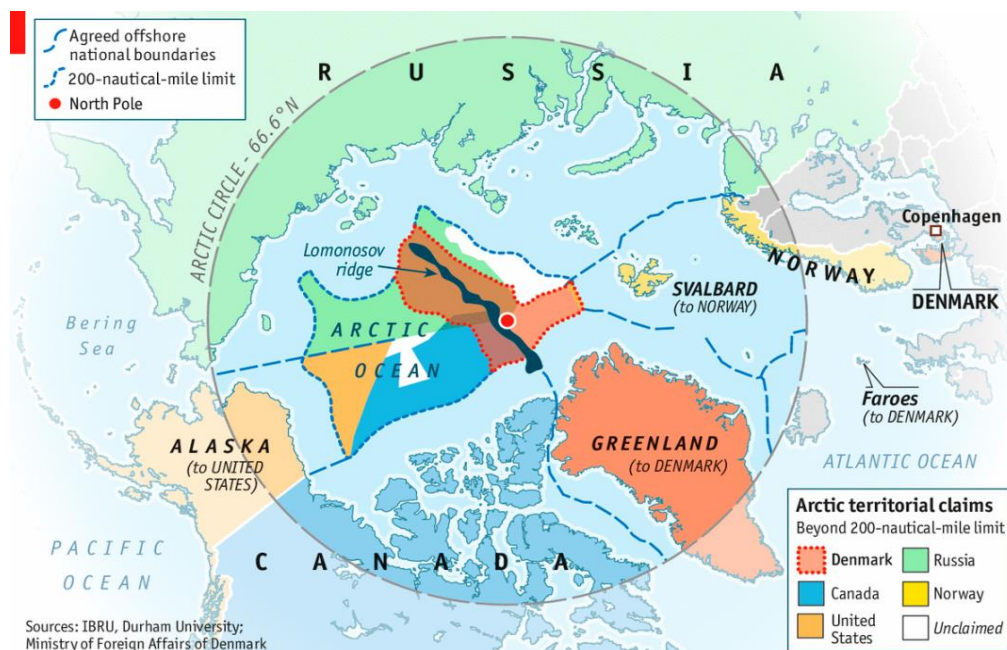 Agreed offshore
national boundaries
200-nautical-mile limit
North Pole
RUSSIA
ARCTIC CIRCLE - 66.6°N
Lomonosov
ridge
Copenhagen
NORWAY
SVALBARD
(to NORWAY)
DENMARK
Bering
Sea
ARCTIC
OCEAN
Faroes
(to DENMARK)
ALASKA
(to UNITED
STATES)
GREENLAND
(to DENMARK)
ATLANTIC OCEAN
PACIFIC
OCEAN
CANADA
Arctic territorial claims
Beyond 200-nautical-mile limit
Denmark
Russia
Canada
Norway
United
States
Unclaimed
Sources: IBRU, Durham University;
Ministry of Foreign Affairs of Denmark